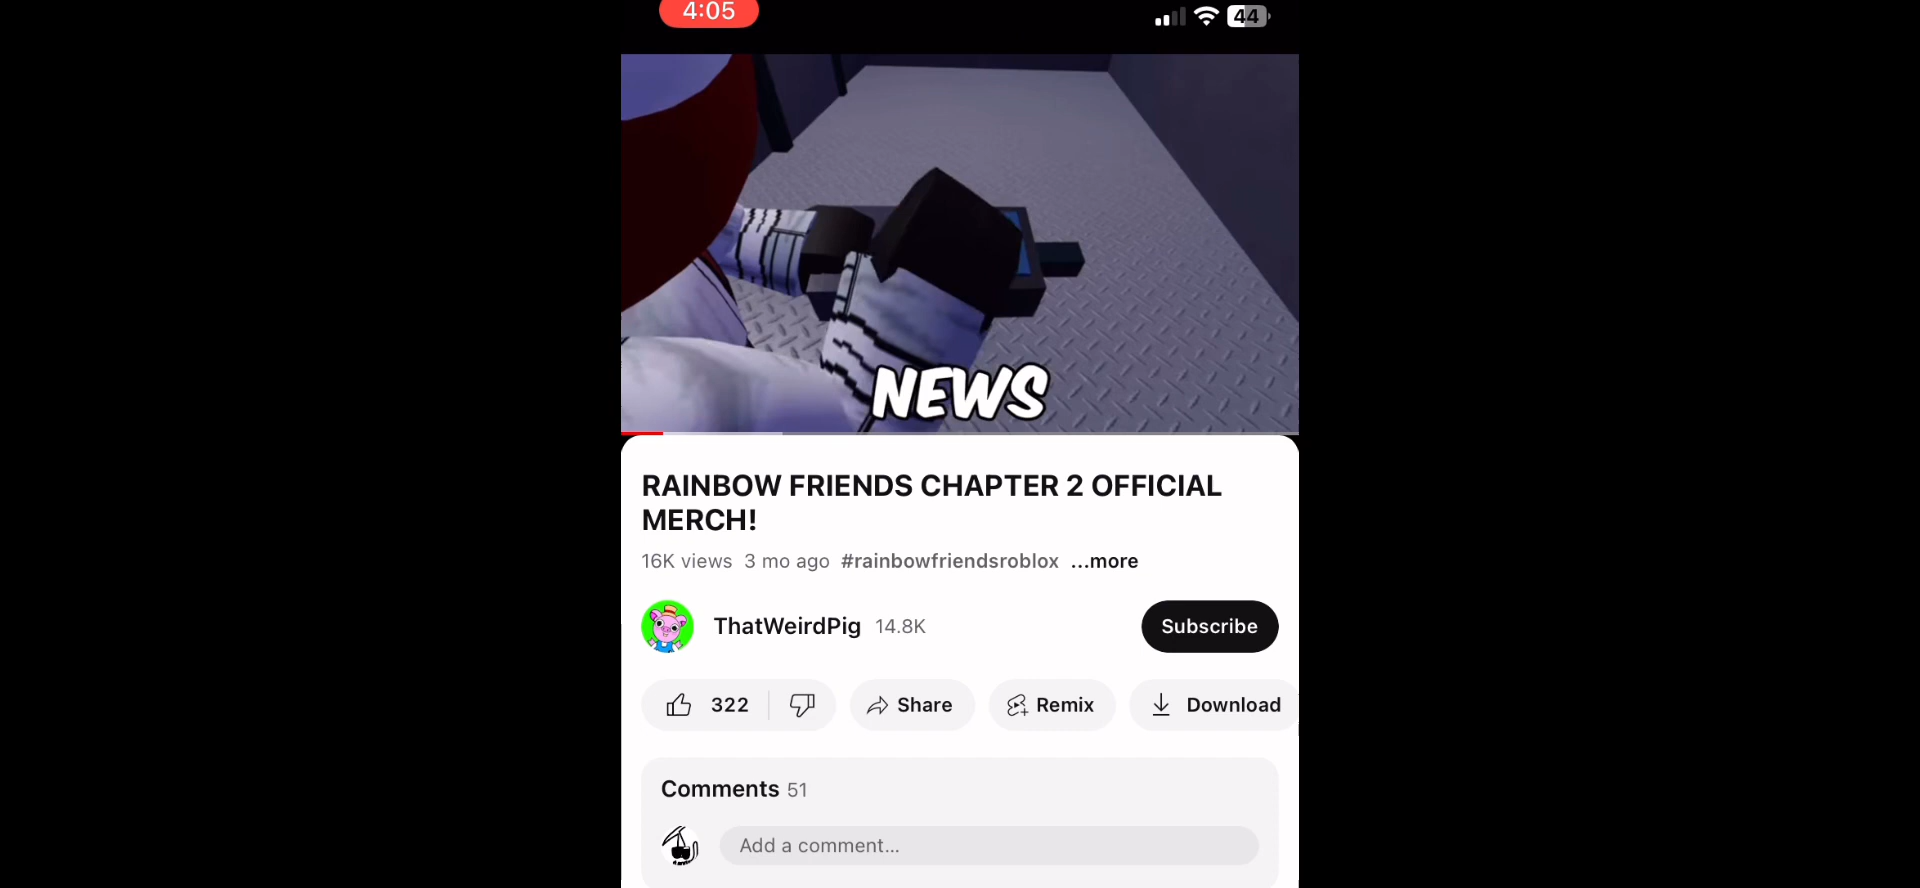 4:05
44
NEWS
RAINBOW FRIENDS CHAPTER 2 OFFICIAL
MERCH!
16K views 3 mo ago #rainbowfriendsroblox ...more
ThatWeirdPig 14.8K
Subscribe
322
Share
Remix
Download
Comments 51
Add a comment...